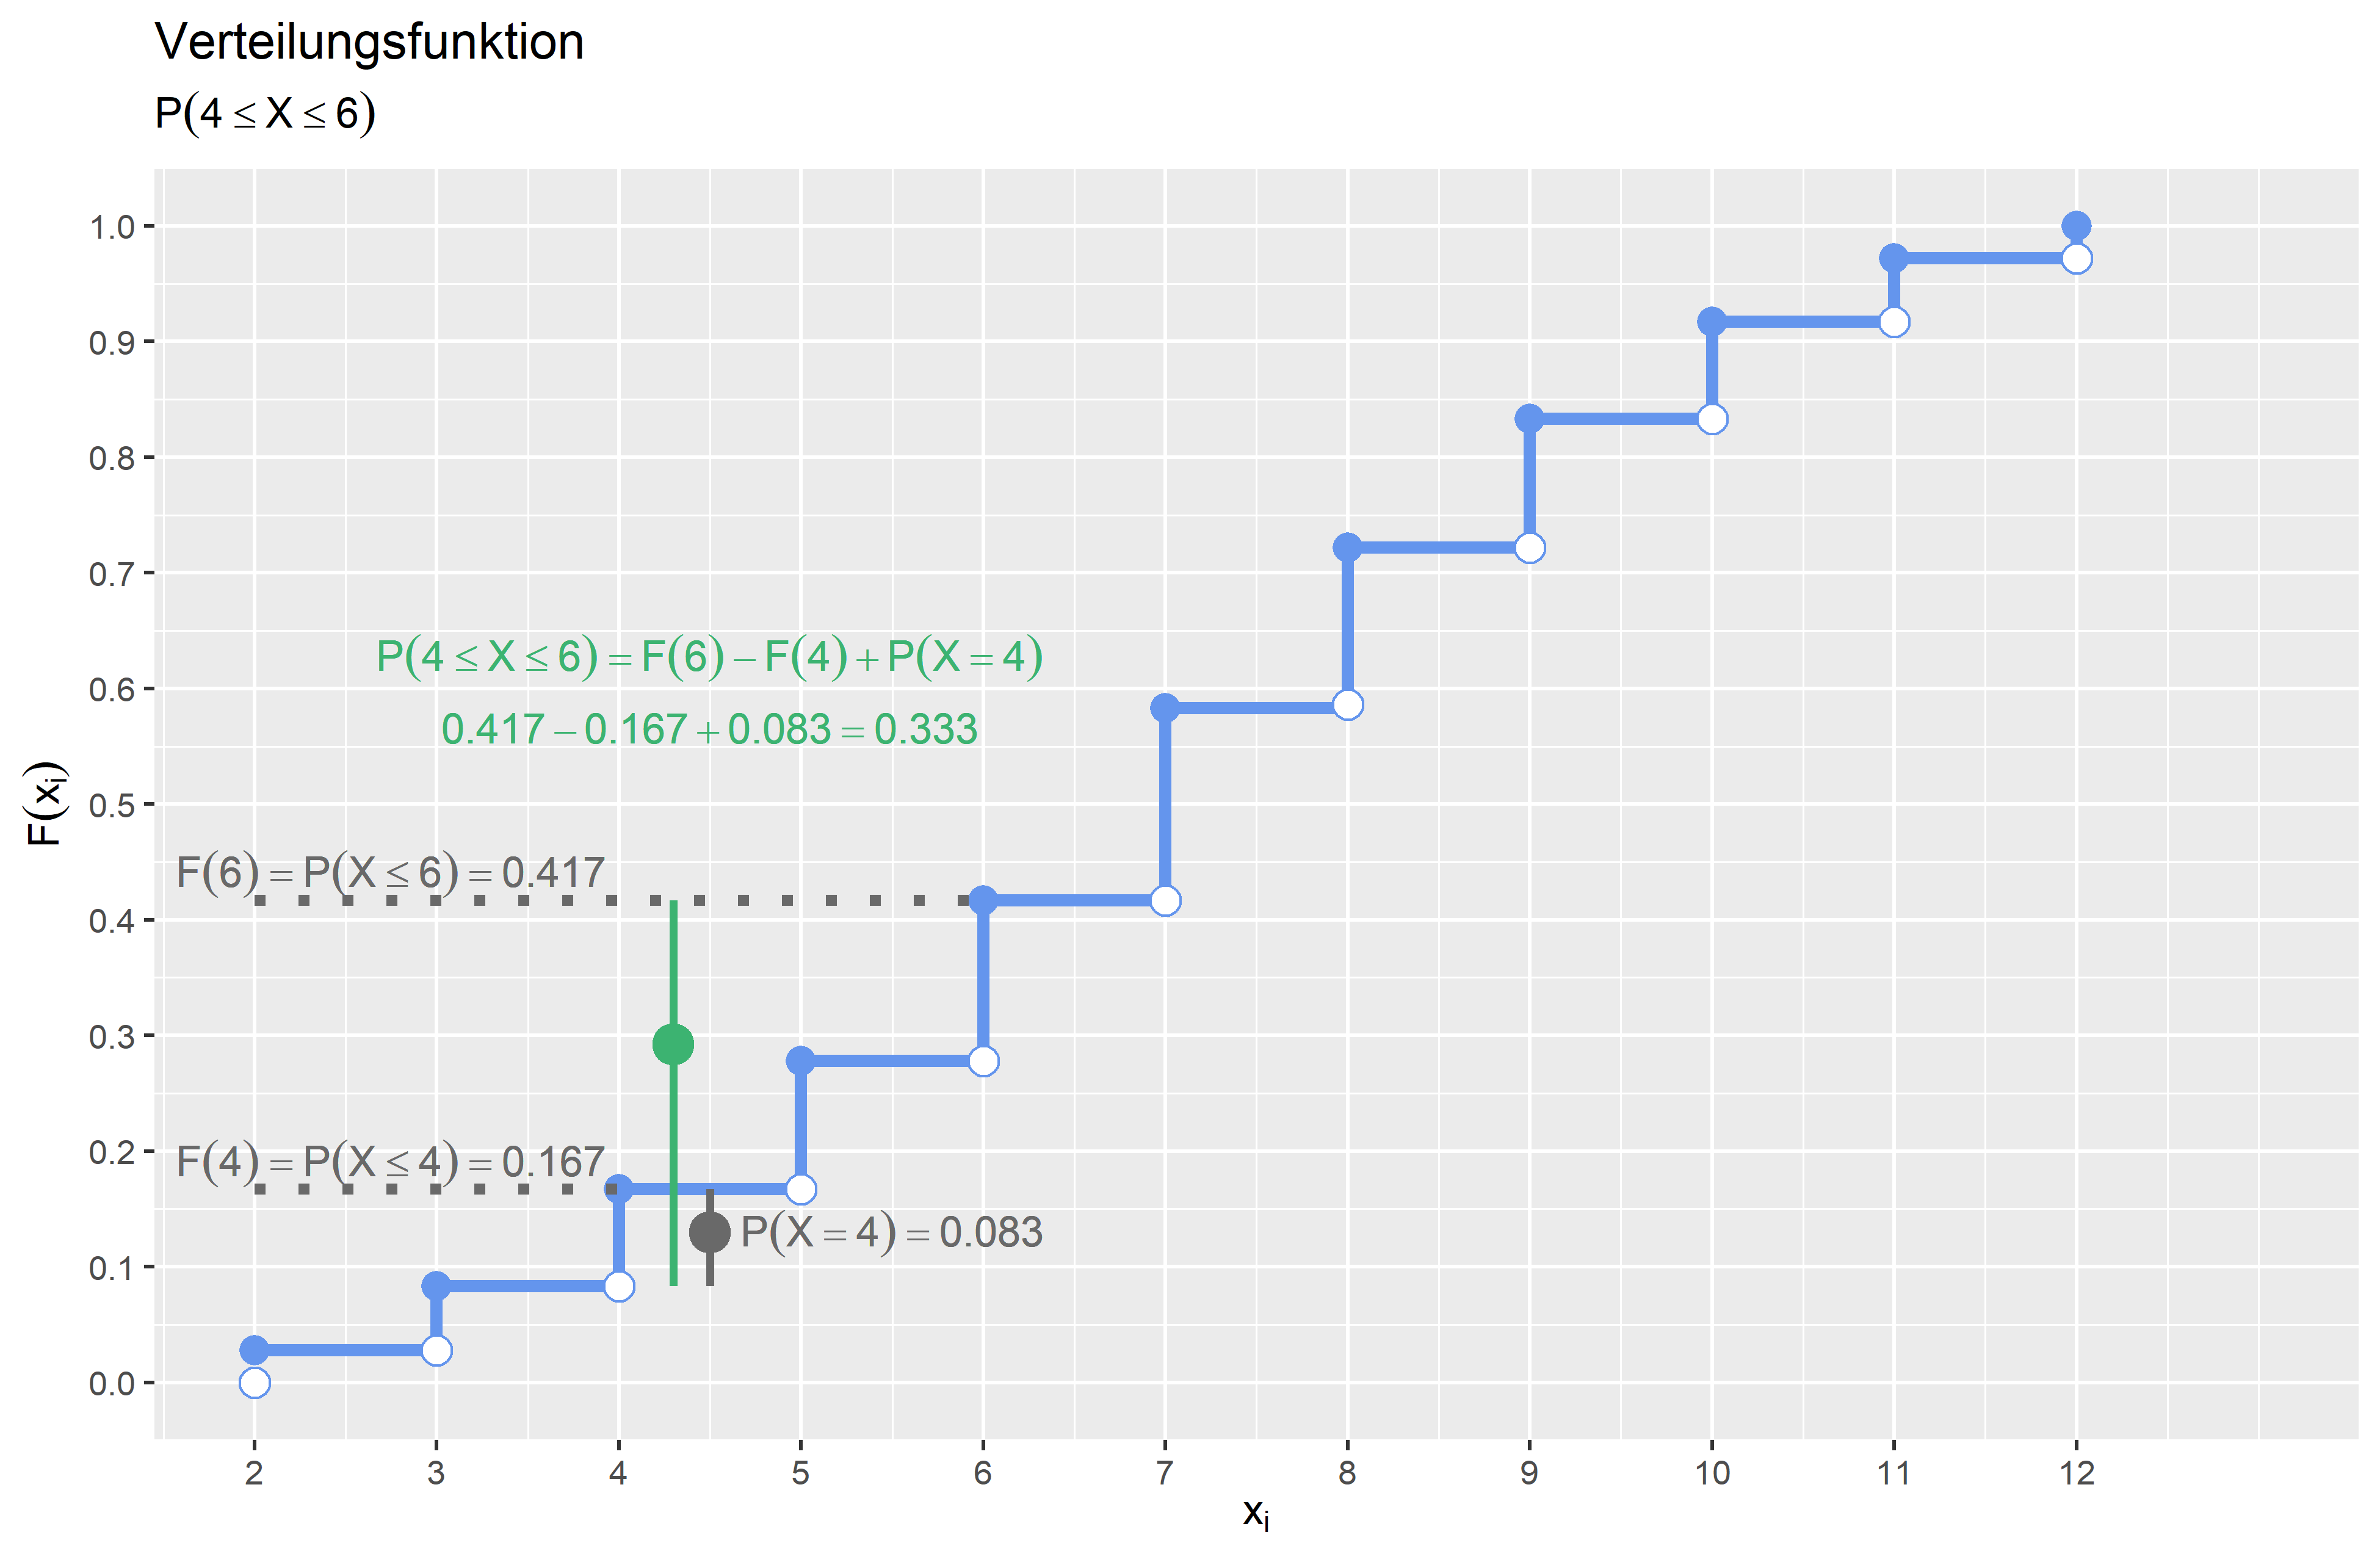 Verteilungsfunktion
P(4 ≤ X ≤ 6)
1.0
0.9
0.8
0.7
0.6
0.5
0.4
0.3
0.2
0.1
0.0
F(xᵢ)
P(4 ≤ X ≤ 6) = F(6) − F(4) + P(X = 4)
0.417 − 0.167 + 0.083 = 0.333
F(6) = P(X ≤ 6) = 0.417
F(4) = P(X ≤ 4) = 0.167
P(X = 4) = 0.083
2 3 4 5 6 7 8 9 10 11 12
xᵢ